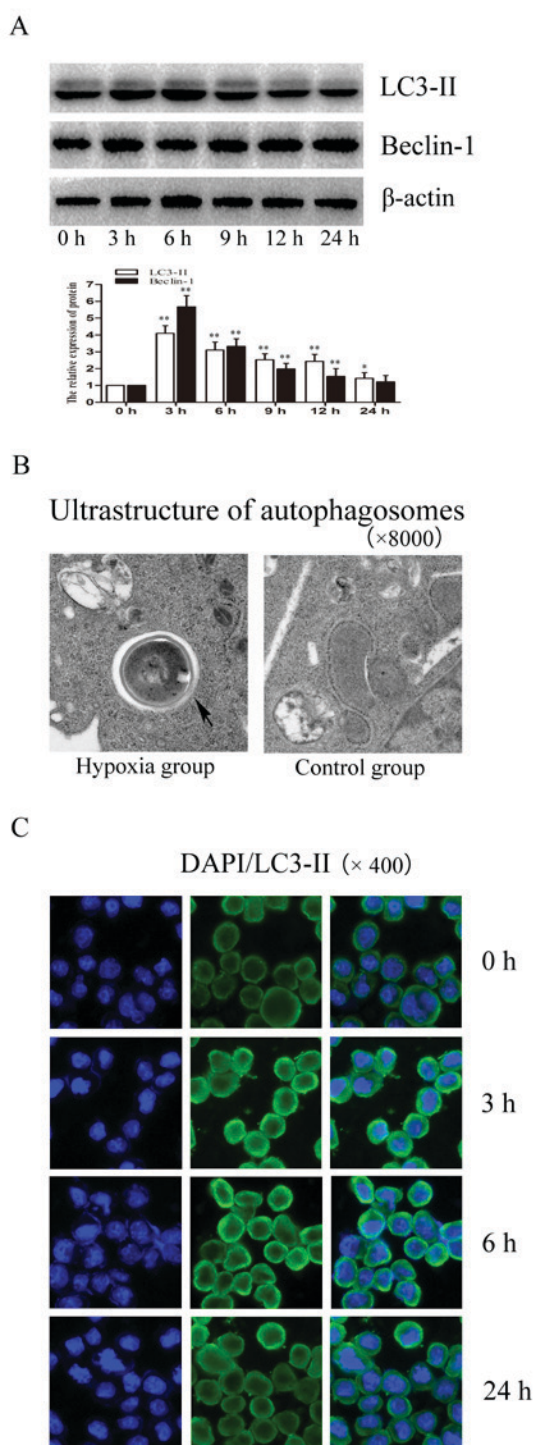 A
LC3-II
Beclin-1
β-actin
0 h 3 h 6 h 9 h 12 h 24 h
LC3-II
Beclin-1
The relative expression of protein
7
6
5
4
3
2
1
0
** ** ** ** ** ** ** ** *
0 h 3 h 6 h 9 h 12 h 24 h
B
Ultrastructure of autophagosomes
(×8000)
Hypoxia group Control group
C
DAPI/LC3-II (× 400)
0 h
3 h
6 h
24 h